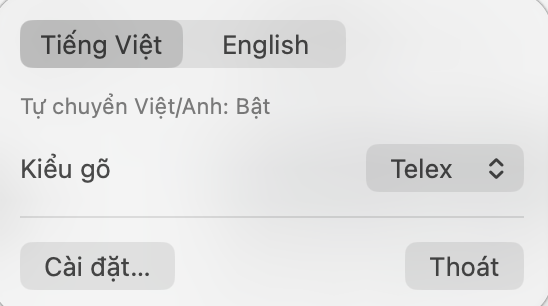 Tiếng Việt English
Tự chuyển Việt/Anh: Bật
Kiểu gõ Telex
Cài đặt... Thoát